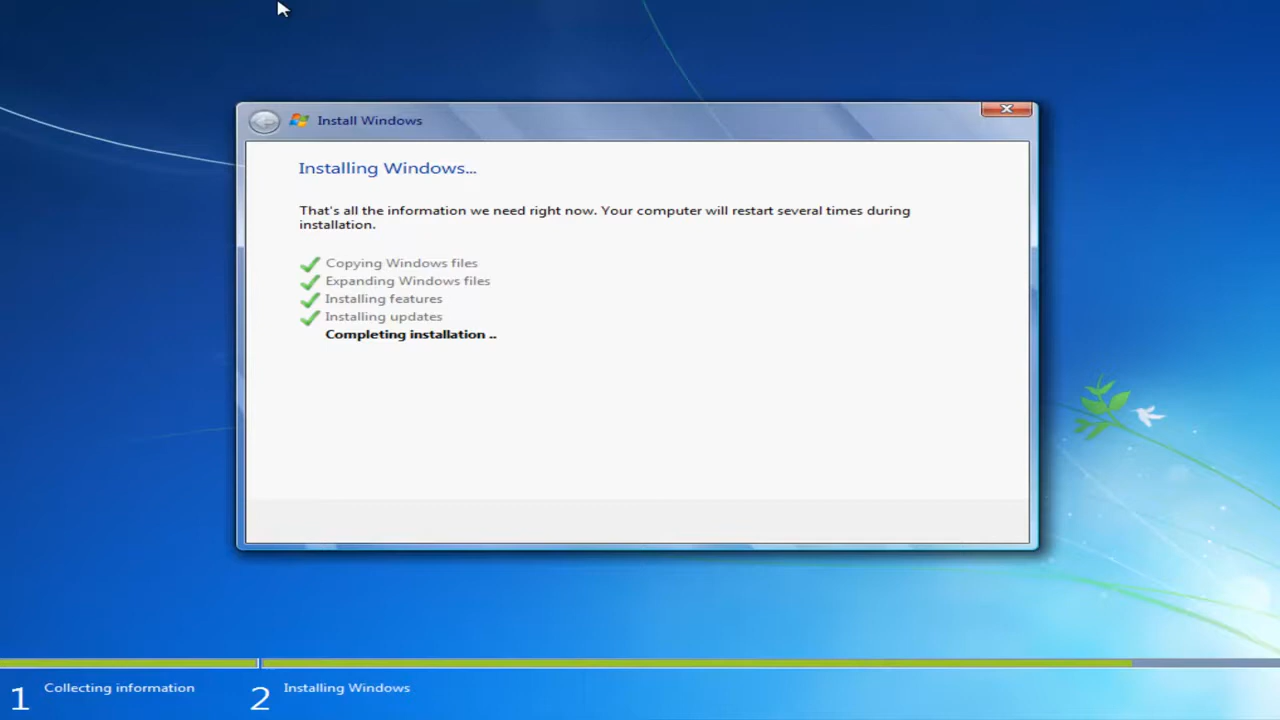 Install Windows
Installing Windows...
That's all the information we need right now. Your computer will restart several times during
installation.
Copying Windows files
Expanding Windows files
Installing features
Installing updates
Completing installation ..
1 Collecting information
2 Installing Windows